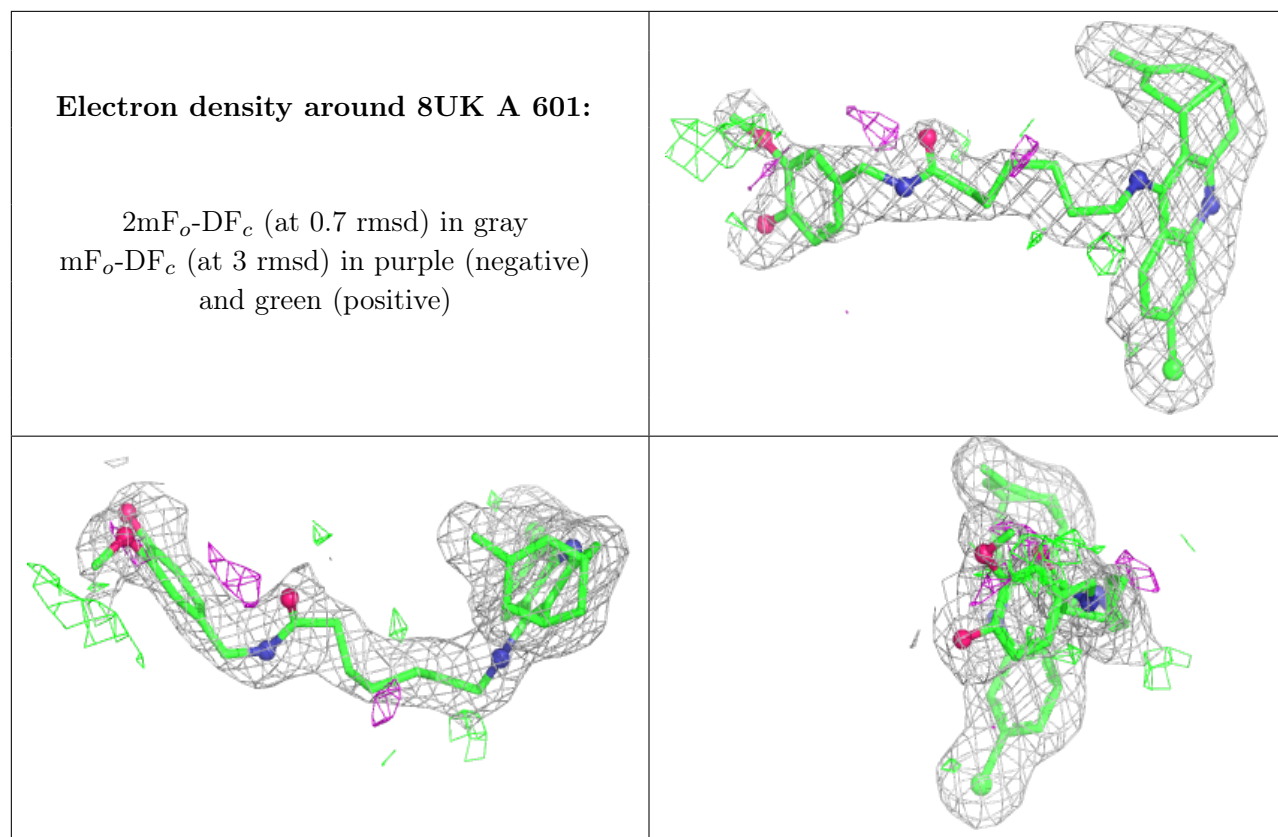 Electron density around 8UK A 601:
2mFo-DFc (at 0.7 rmsd) in gray
mFo-DFc (at 3 rmsd) in purple (negative)
and green (positive)